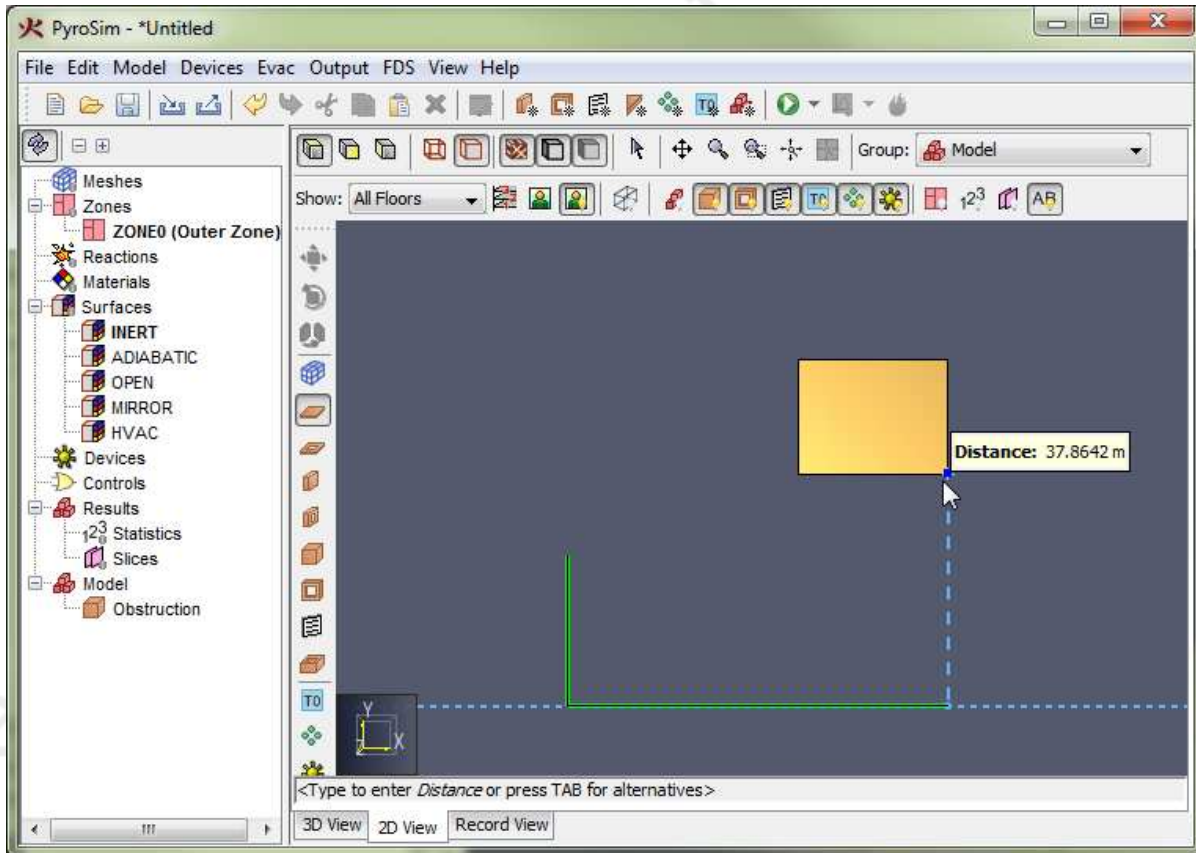 PyroSim - *Untitled
File Edit Model Devices Evac Output FDS View Help
Group: Model
Show: All Floors
Meshes
Zones
ZONE0 (Outer Zone)
Reactions
Materials
Surfaces
INERT
ADIABATIC
OPEN
MIRROR
HVAC
Devices
Controls
Results
Statistics
Slices
Model
Obstruction
Distance: 37.8642 m
Y
Z X
<Type to enter Distance or press TAB for alternatives>
3D View 2D View Record View